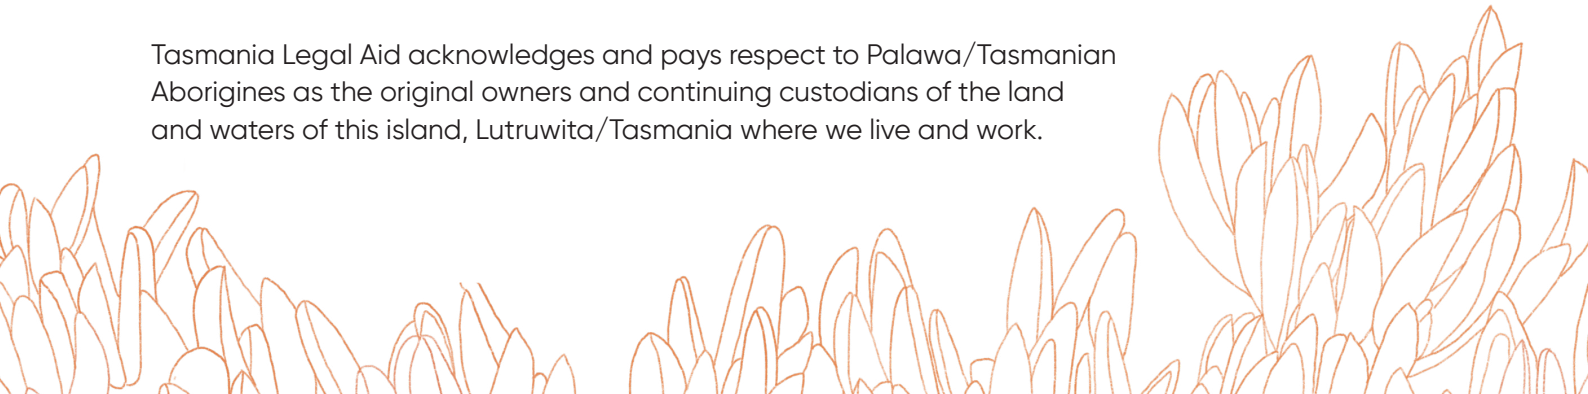 Tasmania Legal Aid acknowledges and pays respect to Palawa/Tasmanian
Aborigines as the original owners and continuing custodians of the land
and waters of this island, Lutruwita/Tasmania where we live and work.